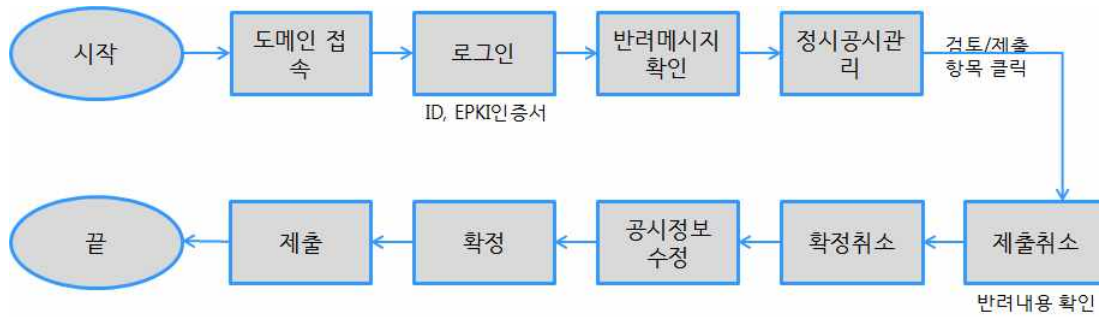 시작
도메인 접
속
로그인
ID, EPKI인증서
반려메시지
확인
정시공시관
리
검토/제출
항목 클릭
제출취소
반려내용 확인
확정취소
공시정보
수정
확정
제출
끝